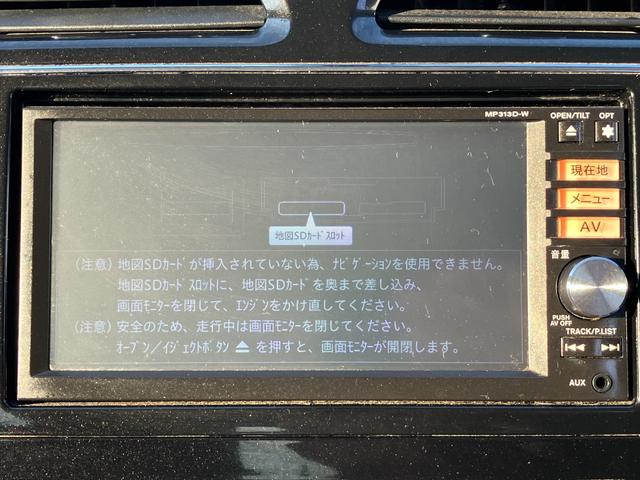 MP313D-W
OPEN/TILT
OPT
現在地
メニュー
AV
音量
PUSH
AV OFF
TRACK/P.LIST
AUX
地図SDｶｰﾄﾞｽﾛｯﾄ
(注意) 地図SDｶｰﾄﾞが挿入されていない為、ﾅﾋﾞｹﾞｰｼｮﾝを使用できません。
地図SDｶｰﾄﾞｽﾛｯﾄに、地図SDｶｰﾄﾞを奥まで差し込み、
画面ﾓﾆﾀｰを閉じて、ｴﾝｼﾞﾝをかけ直してください。
(注意) 安全のため、走行中は画面ﾓﾆﾀｰを閉じてください。
ｵｰﾌﾟﾝ／ｲｼﾞｪｸﾄﾎﾞﾀﾝ ⏏ を押すと、画面ﾓﾆﾀｰが開閉します。